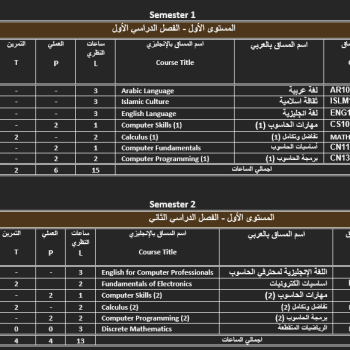 Semester 1
المستوى الأول - الفصل الدراسي الأول
التمرين العملي ساعات النظري اسم المساق بالإنجليزي اسم المساق بالعربي
T P L Course Title
- - 3 Arabic Language لغة عربية AR10
- - 3 Islamic Culture ثقافة اسلامية ISLM
- - 3 English Language لغة انجليزية ENG1
- 2 1 Computer Skills (1) مهارات الحاسوب (1) CS10
2 - 2 Calculus (1) تفاضل وتكامل (1) MATH
- 2 1 Computer Fundamentals أساسيات الحاسوب CN11
- 2 2 Computer Programming (1) برمجة الحاسوب (1) CN13
2 6 15 اجمالي الساعات
Semester 2
المستوى الأول - الفصل الدراسي الثاني
التمرين العملي ساعات النظري اسم المساق بالإنجليزي اسم المساق بالعربي
T P L Course Title
- - 3 English for Computer Professionals اللغة الإنجليزية لمحترفي الحاسوب
2 - 2 Fundamentals of Electronics اساسيات الكترونيات
- 2 1 Computer Skills (2) مهارات الحاسوب (2)
2 - 2 Calculus (2) تفاضل وتكامل (2)
- 2 2 Computer Programming (2) برمجة الحاسوب (2)
0 0 3 Discrete Mathematics الرياضيات المتقطعة
4 4 13 اجمالي الساعات